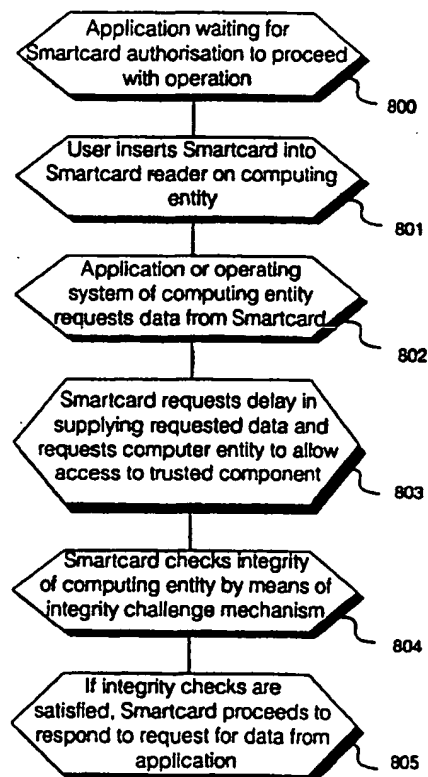 Application waiting for
Smartcard authorisation to proceed
with operation
800
User inserts Smartcard into
Smartcard reader on computing
entity
801
Application or operating
system of computing entity
requests data from Smartcard
802
Smartcard requests delay in
supplying requested data and
requests computer entity to allow
access to trusted component
803
Smartcard checks integrity
of computing entity by means of
integrity challenge mechanism
804
If integrity checks are
satisfied, Smartcard proceeds to
respond to request for data from
application
805